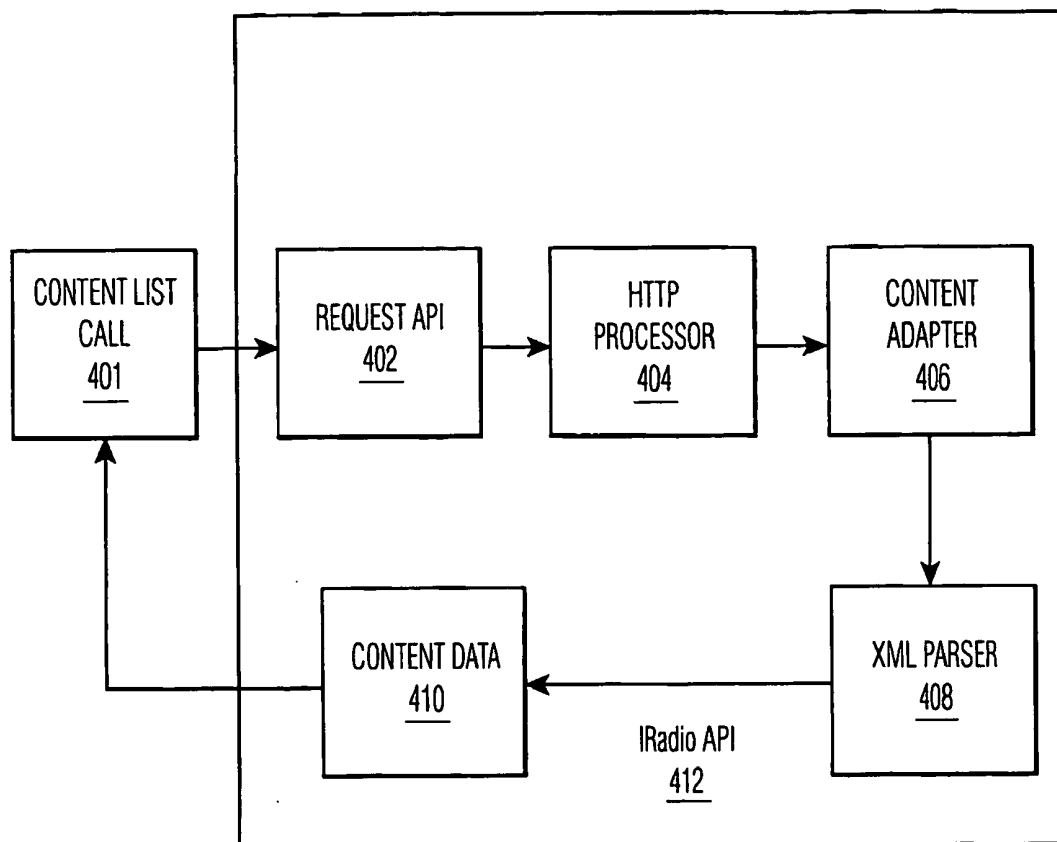 CONTENT LIST
CALL
401
REQUEST API
402
HTTP
PROCESSOR
404
CONTENT
ADAPTER
406
CONTENT DATA
410
XML PARSER
408
IRadio API
412